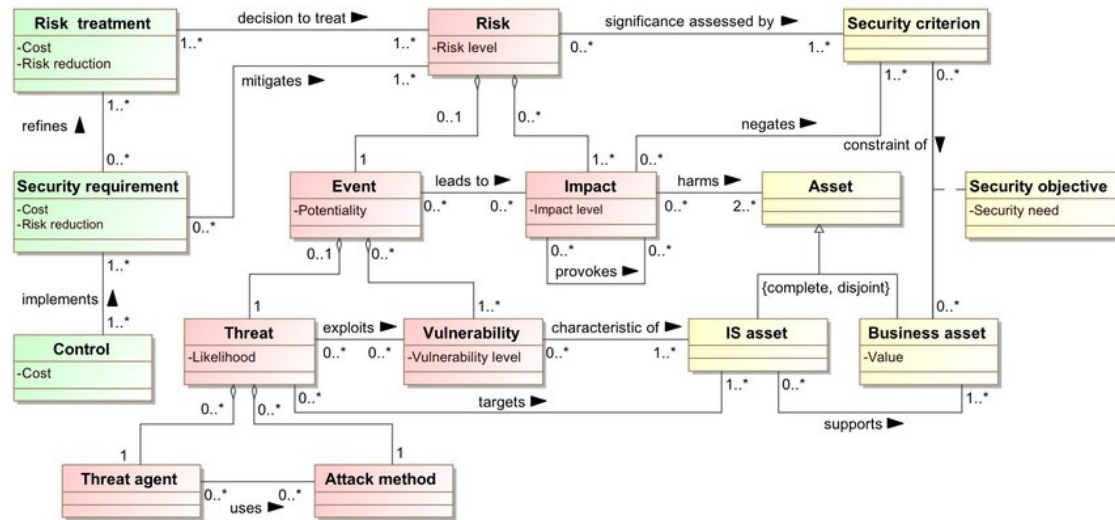 decision to treat
significance assessed by
Risk treatment
-Cost
-Risk reduction
1..*
1..*
Risk
-Risk level
0..*
1..*
Security criterion
mitigates
1..*
1..*
0..*
1..*
refines
0..1
0..*
negates
constraint of
0..*
1
1..*
0..*
Security requirement
-Cost
-Risk reduction
0..*
Event
-Potentiality
leads to
0..*
0..*
Impact
-Impact level
harms
0..*
2..*
Asset
Security objective
-Security need
0..1
0..*
0..*
0..*
provokes
1..*
implements
1..*
1
1..*
{complete, disjoint}
0..*
Control
-Cost
Threat
-Likelihood
exploits
0..*
0..*
Vulnerability
-Vulnerability level
characteristic of
0..*
1..*
IS asset
Business asset
-Value
0..*
0..*
0..*
targets
1..*
0..*
supports
1..*
1
1
Threat agent
0..*
uses
0..*
Attack method